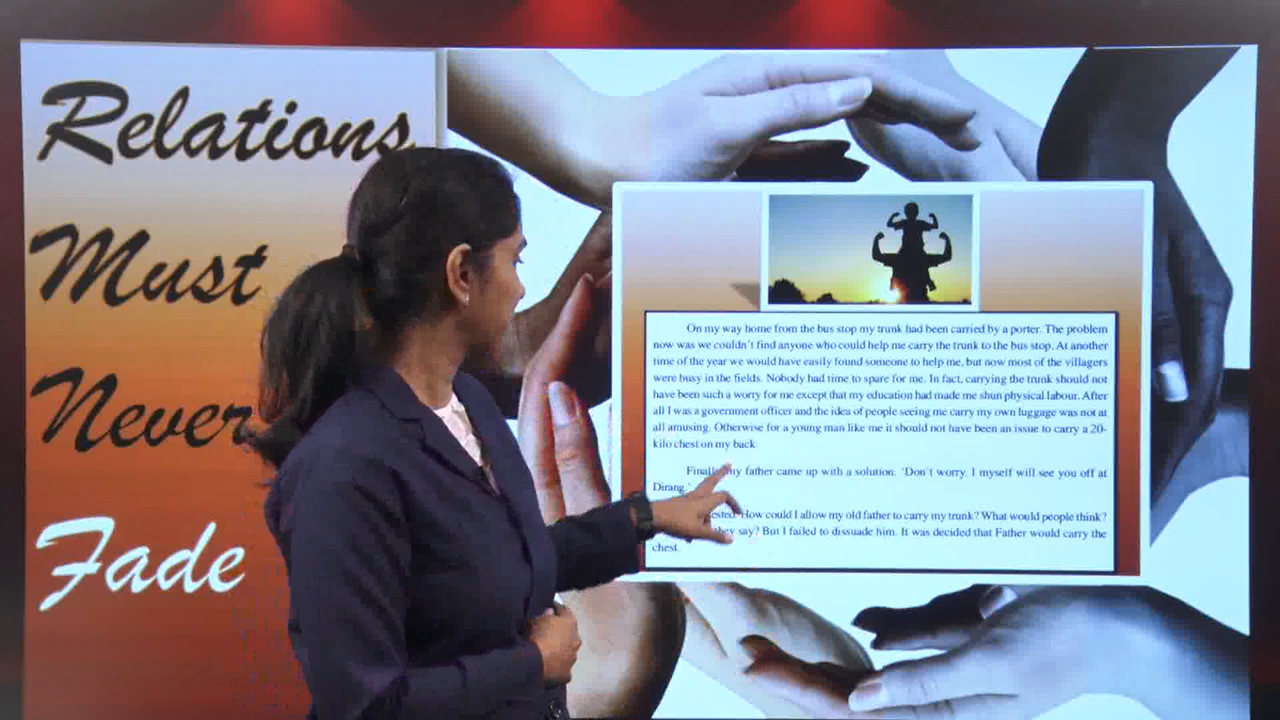 Relations
Must
Never
Fade
On my way home from the bus stop my trunk had been carried by a porter. The problem
now was we couldn't find anyone who could help me carry the trunk to the bus stop. At another
time of the year we would have easily found someone to help me, but now most of the villagers
were busy in the fields. Nobody had time to spare for me. In fact, carrying the trunk should not
have been such a worry for me except that my education had made me shun physical labour. After
all I was a government officer and the idea of people seeing me carry my own luggage was not at
all amusing. Otherwise for a young man like me it should not have been an issue to carry a 20-
kilo chest on my back.
Finally my father came up with a solution. 'Don't worry. I myself will see you off at
Dirang.'
How could I allow my old father to carry my trunk? What would people think?
they say? But I failed to dissuade him. It was decided that Father would carry the
chest.